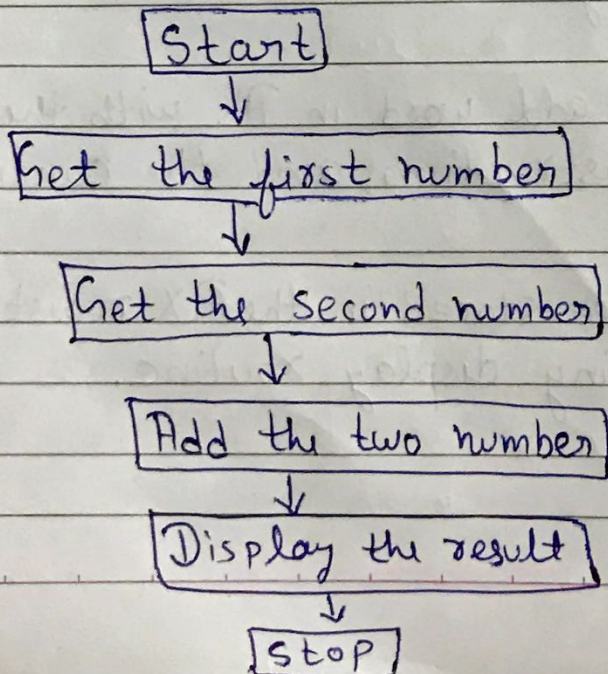 Start
Get the first number
Get the second number
Add the two number
Display the result
Stop